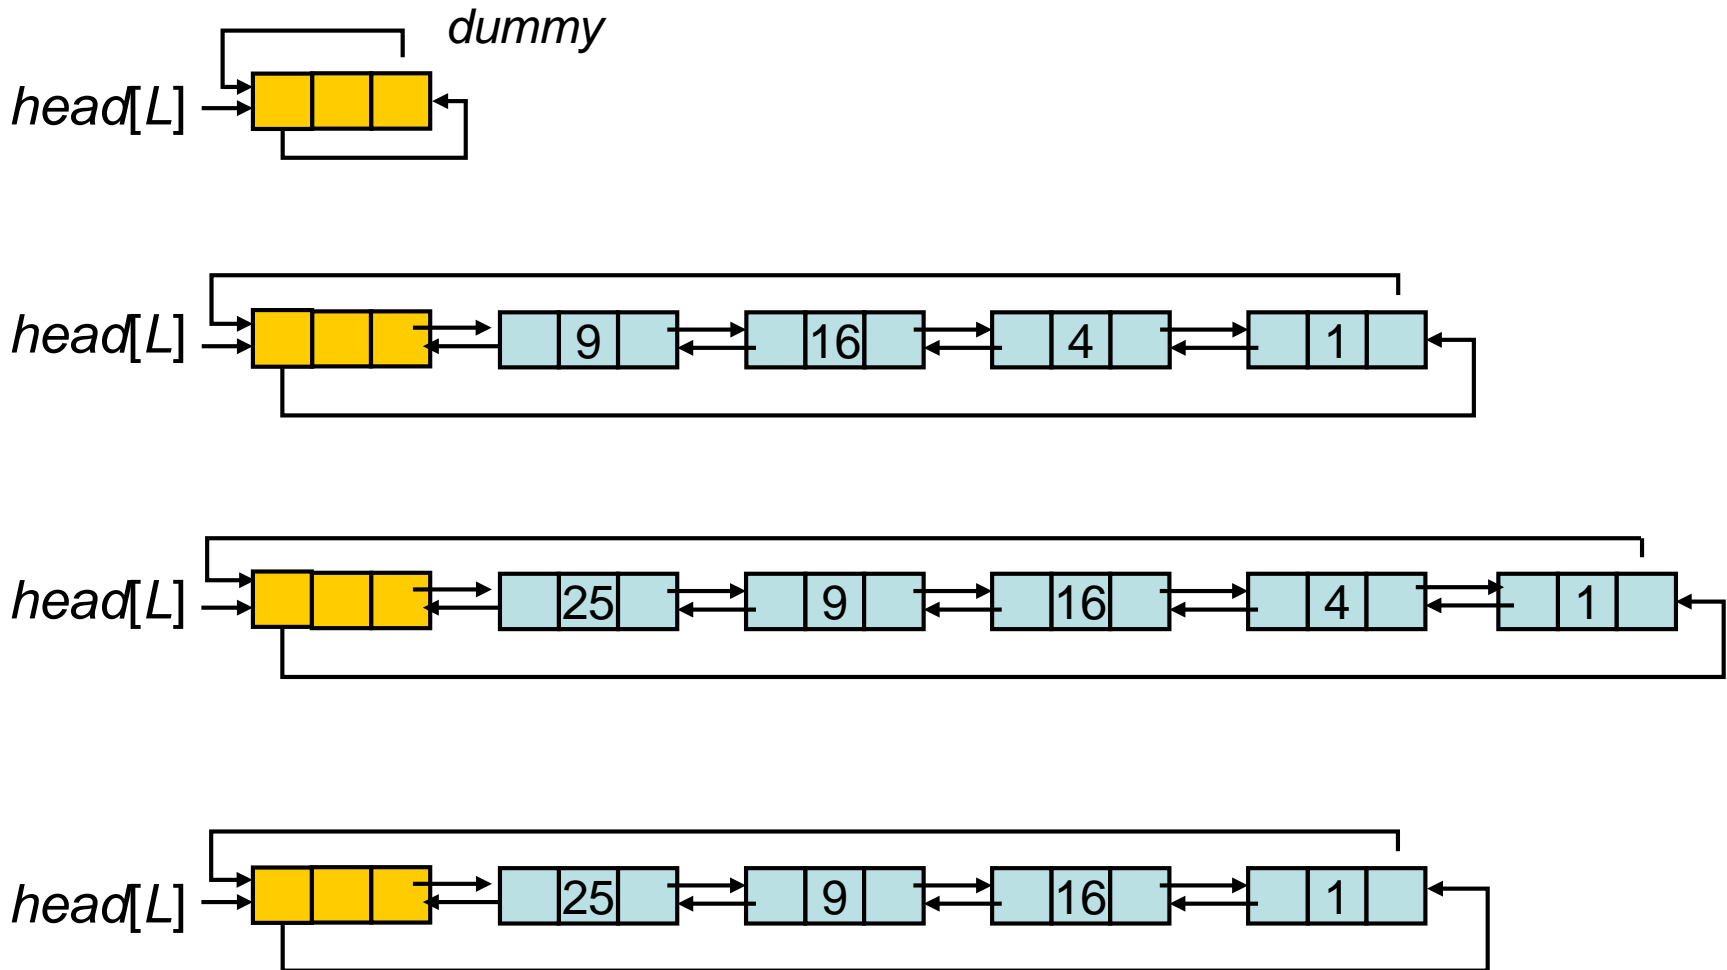 dummy
head[L]
head[L] 9 16 4 1
head[L] 25 9 16 4 1
head[L] 25 9 16 1